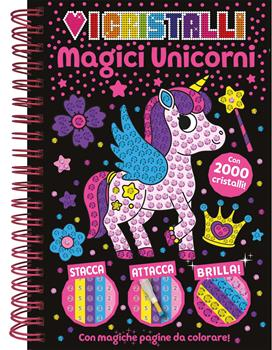 I CRISTALLI
Magici Unicorni
Con
2000
cristalli!
STACCA
ATTACCA
BRILLA!
Con magiche pagine da colorare!